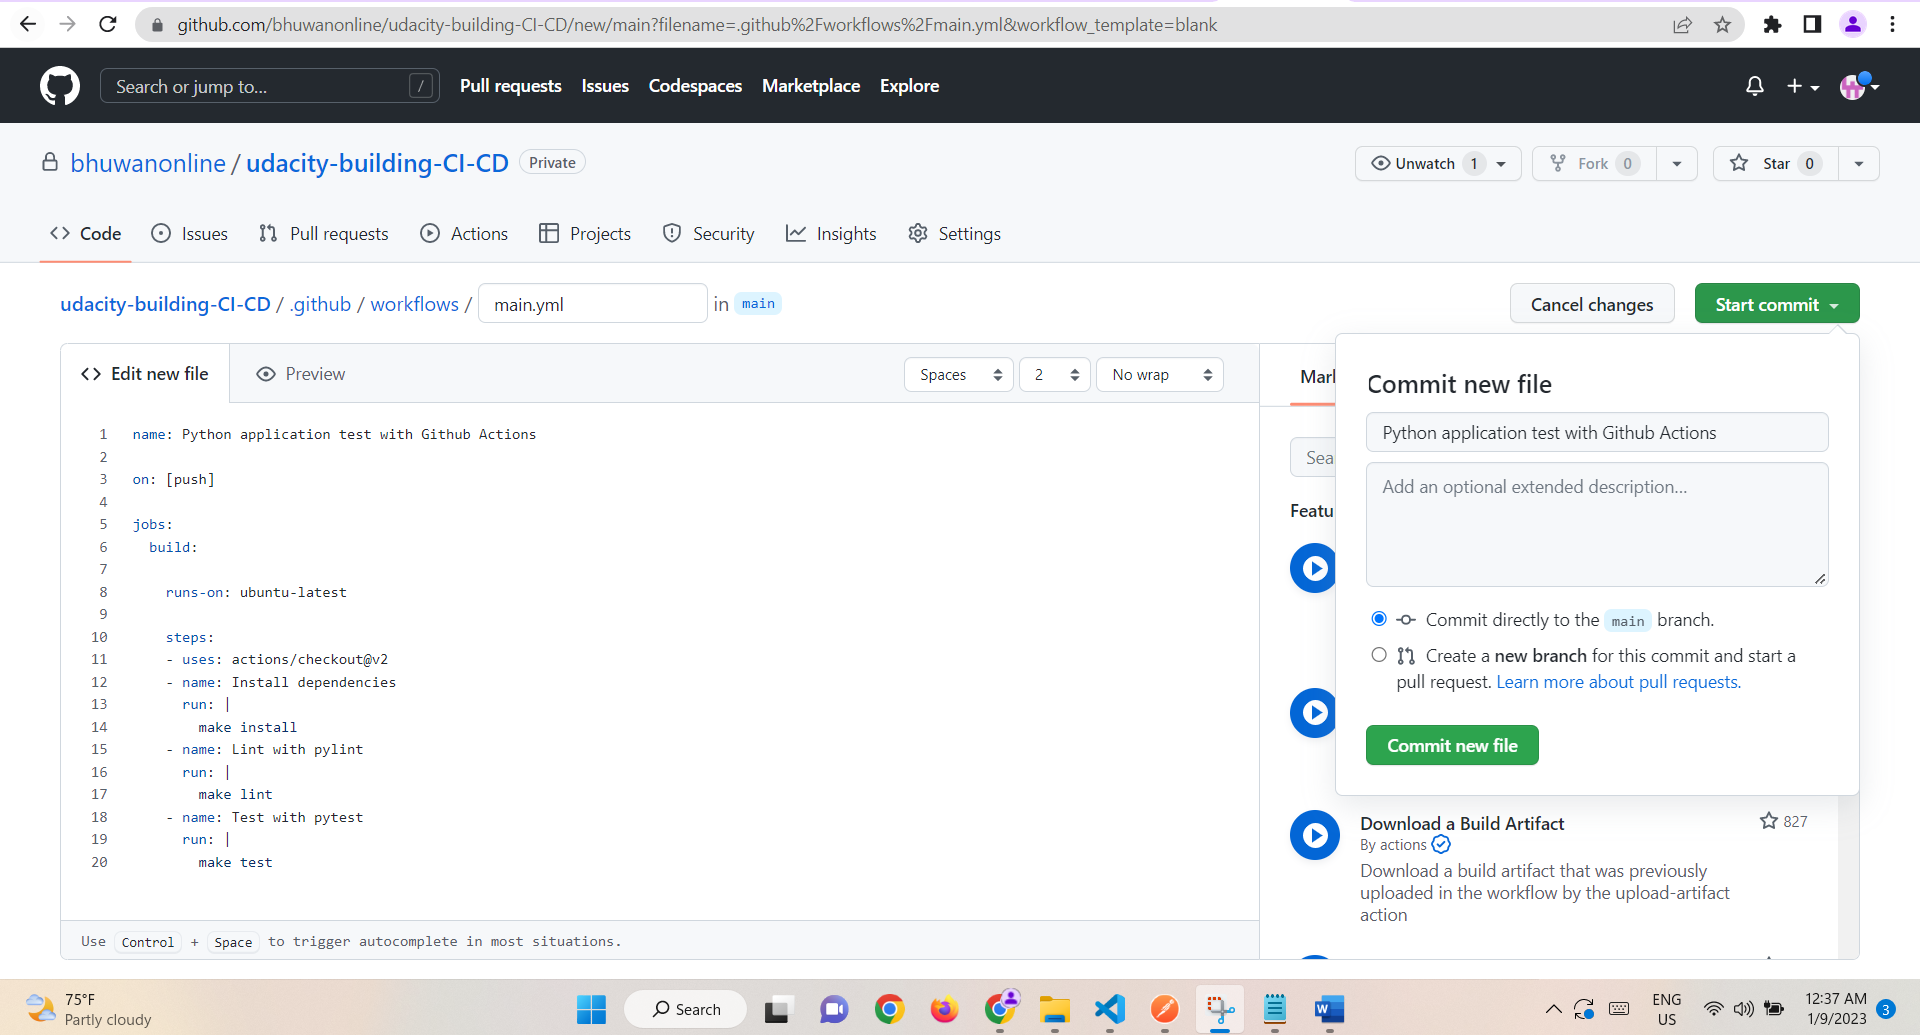 github.com/bhuwanonline/udacity-building-CI-CD/new/main?filename=.github%2Fworkflows%2Fmain.yml&workflow_template=blank
Search or jump to... / Pull requests Issues Codespaces Marketplace Explore
bhuwanonline / udacity-building-CI-CD Private Unwatch 1 Fork 0 Star 0
Code Issues Pull requests Actions Projects Security Insights Settings
udacity-building-CI-CD / .github / workflows / main.yml in main Cancel changes Start commit
Edit new file Preview Spaces 2 No wrap
1 name: Python application test with Github Actions
2
3 on: [push]
4
5 jobs:
6 build:
7
8 runs-on: ubuntu-latest
9
10 steps:
11 - uses: actions/checkout@v2
12 - name: Install dependencies
13 run: |
14 make install
15 - name: Lint with pylint
16 run: |
17 make lint
18 - name: Test with pytest
19 run: |
20 make test
Use Control + Space to trigger autocomplete in most situations.
Mar
Sea
Featu
Commit new file
Python application test with Github Actions
Add an optional extended description...
Commit directly to the main branch.
Create a new branch for this commit and start a
pull request. Learn more about pull requests.
Commit new file
Download a Build Artifact 827
By actions
Download a build artifact that was previously
uploaded in the workflow by the upload-artifact
action
75°F
Partly cloudy
Search
W
ENG
US
12:37 AM
1/9/2023
3